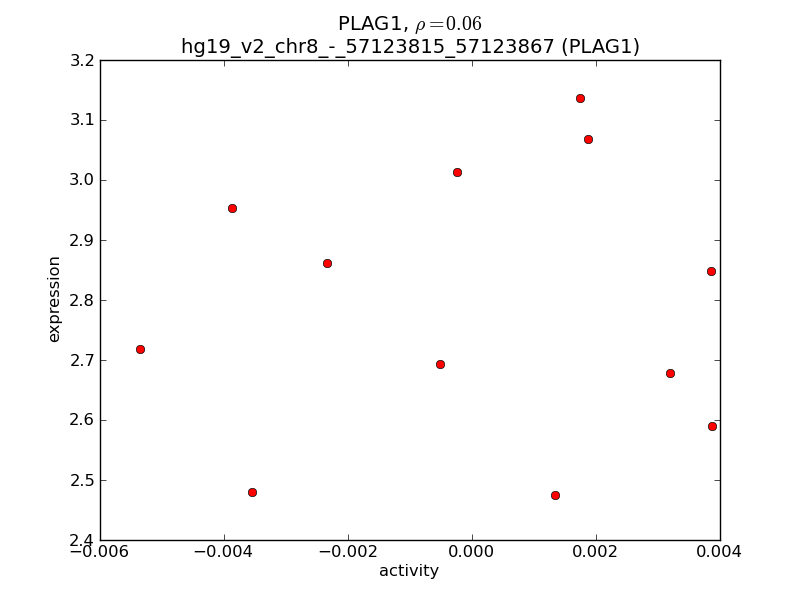 PLAG1, ρ = 0.06
hg19_v2_chr8_-_57123815_57123867 (PLAG1)
3.2
3.1
3.0
2.9
2.8
2.7
2.6
2.5
2.4
expression
−0.006 −0.004 −0.002 0.000 0.002 0.004
activity